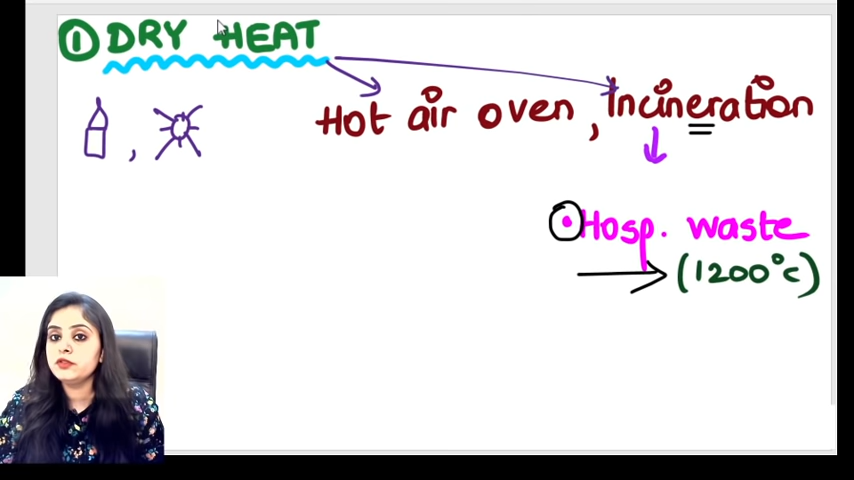 ① DRY HEAT
Hot air oven, Incineration
• Hosp. waste
(1200°c)